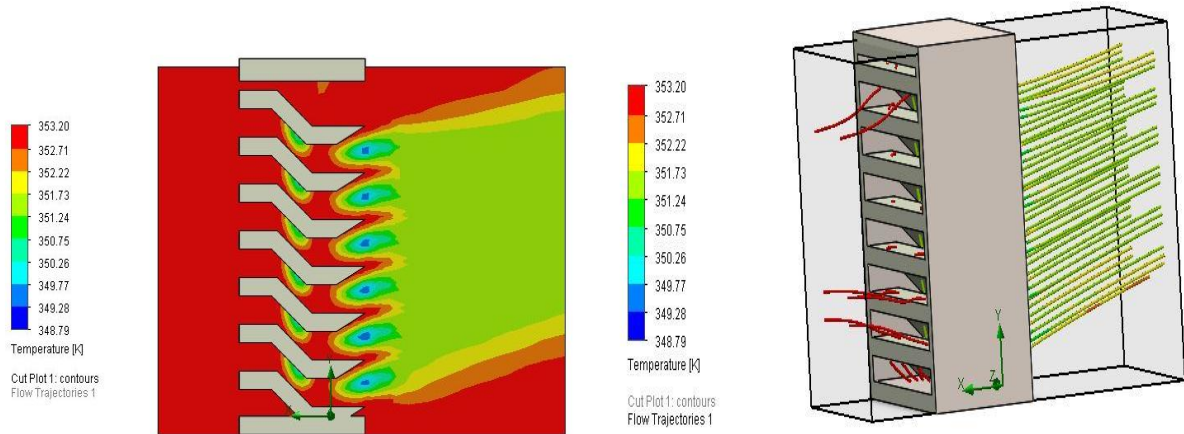 353.20
352.71
352.22
351.73
351.24
350.75
350.26
349.77
349.28
348.79
Temperature [K]
Cut Plot 1: contours
Flow Trajectories 1
X
353.20
352.71
352.22
351.73
351.24
350.75
350.26
349.77
349.28
348.79
Temperature [K]
Cut Plot 1: contours
Flow Trajectories 1
Y
X
Z